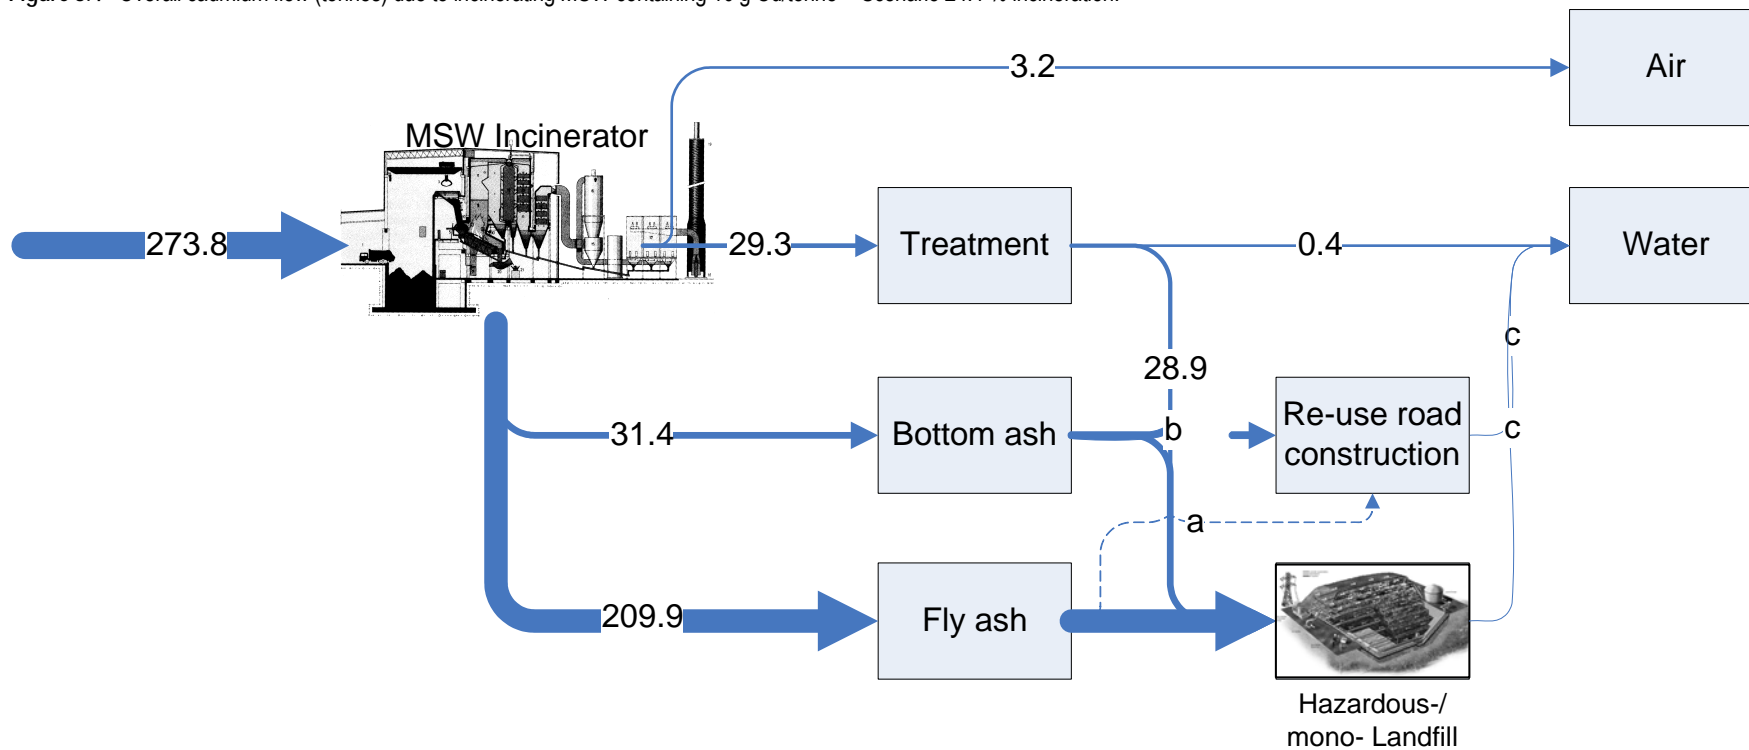 3.2
Air
MSW Incinerator
273.8
29.3
Treatment
0.4
Water
c
28.9
31.4
Bottom ash
b
Re-use road
construction
c
a
209.9
Fly ash
Hazardous-/
mono- Landfill